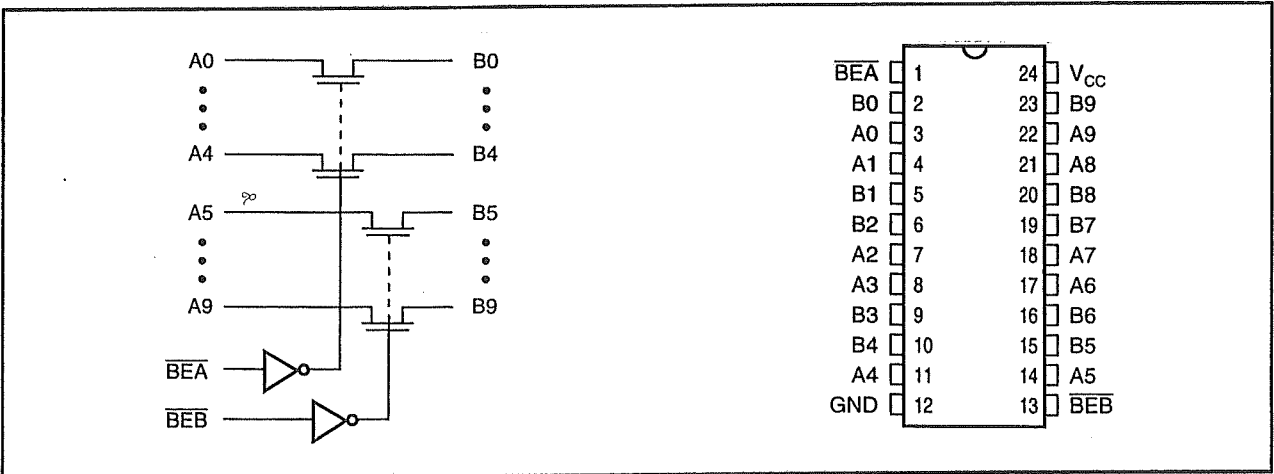 A0 B0
A4 B4
A5 B5
A9 B9
BEA
BEB
BEA 1 24 VCC
B0 2 23 B9
A0 3 22 A9
A1 4 21 A8
B1 5 20 B8
B2 6 19 B7
A2 7 18 A7
A3 8 17 A6
B3 9 16 B6
B4 10 15 B5
A4 11 14 A5
GND 12 13 BEB